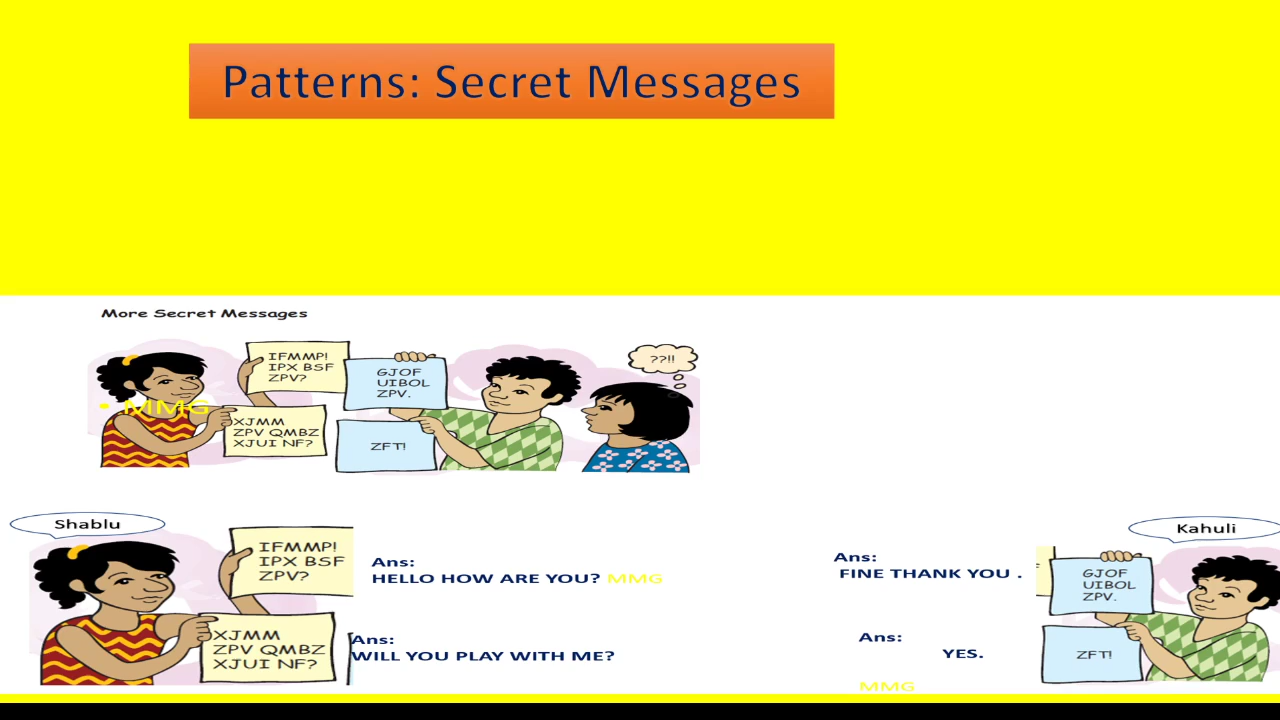 Patterns: Secret Messages
More Secret Messages
IFMMP!
IPX BSF
ZPV?
GJOF
UIBOL
ZPV.
??!!
• MMG
XJMM
ZPV QMBZ
XJUI NF?
ZFT!
Shablu
Kahuli
IFMMP!
IPX BSF
ZPV?
Ans:
HELLO HOW ARE YOU? MMG
Ans:
FINE THANK YOU .
GJOF
UIBOL
ZPV.
XJMM
ZPV QMBZ
XJUI NF?
Ans:
WILL YOU PLAY WITH ME?
Ans:
YES.
MMG
ZFT!